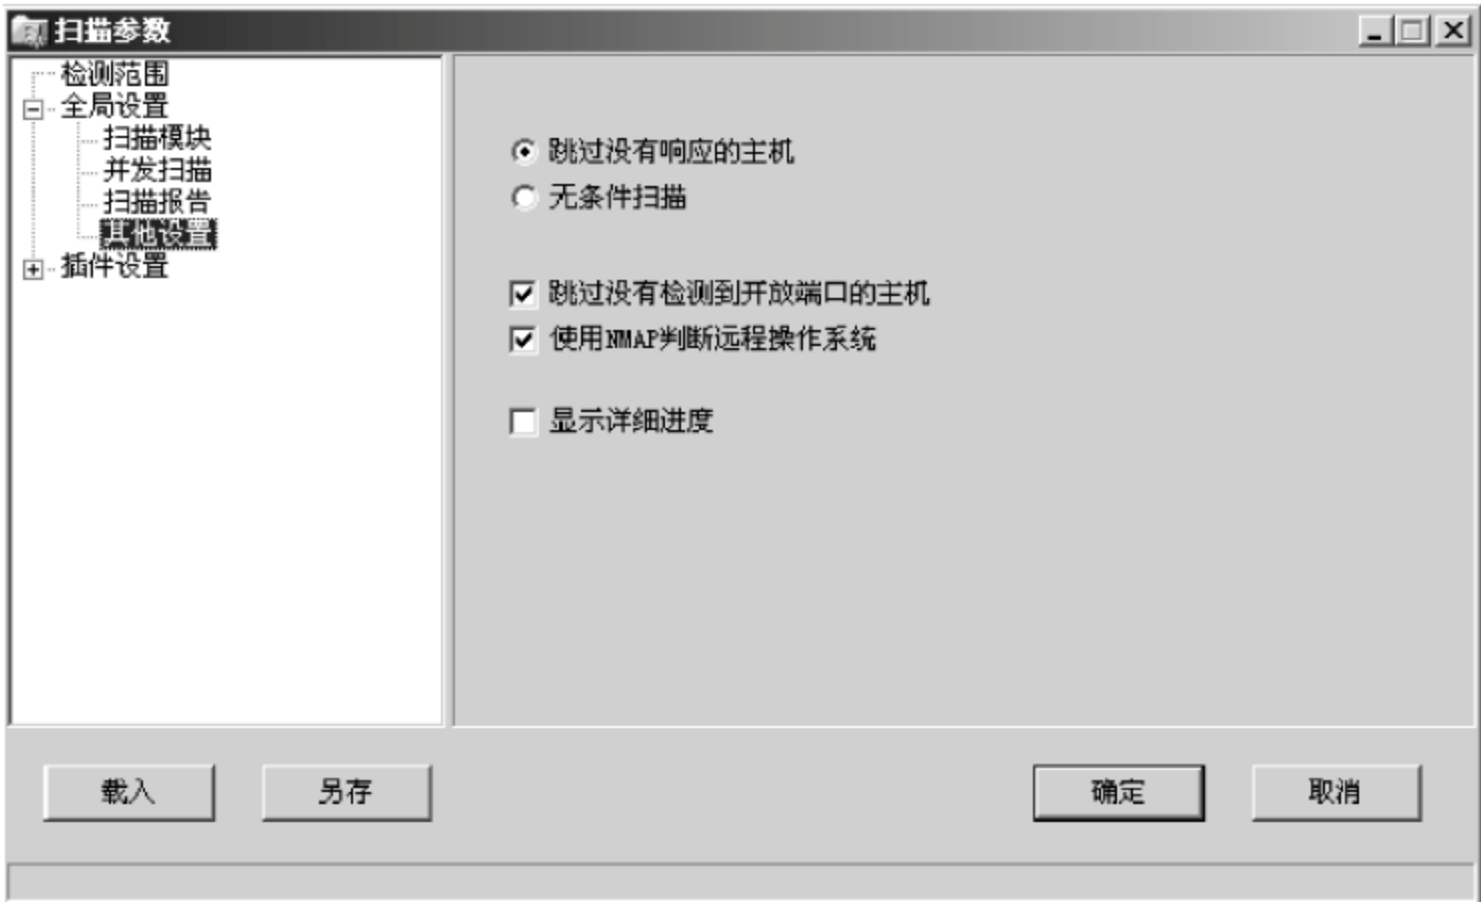 扫描参数
检测范围
全局设置
扫描模块
并发扫描
扫描报告
其他设置
插件设置
跳过没有响应的主机
无条件扫描
跳过没有检测到开放端口的主机
使用NMAP判断远程操作系统
显示详细进度
载入
另存
确定
取消